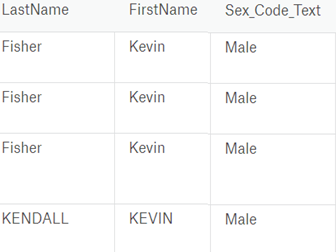 LastName FirstName Sex_Code_Text
Fisher Kevin Male
Fisher Kevin Male
Fisher Kevin Male
KENDALL KEVIN Male